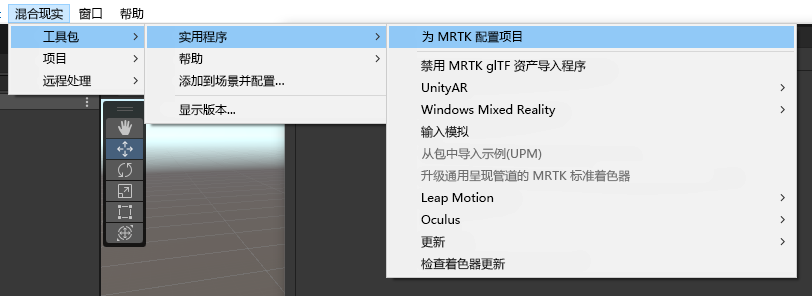 混合现实 窗口 帮助
工具包
项目
远程处理
实用程序
帮助
添加到场景并配置...
显示版本...
为 MRTK 配置项目
禁用 MRTK glTF 资产导入程序
UnityAR
Windows Mixed Reality
输入模拟
从包中导入示例(UPM)
升级通用呈现管道的 MRTK 标准着色器
Leap Motion
Oculus
更新
检查着色器更新